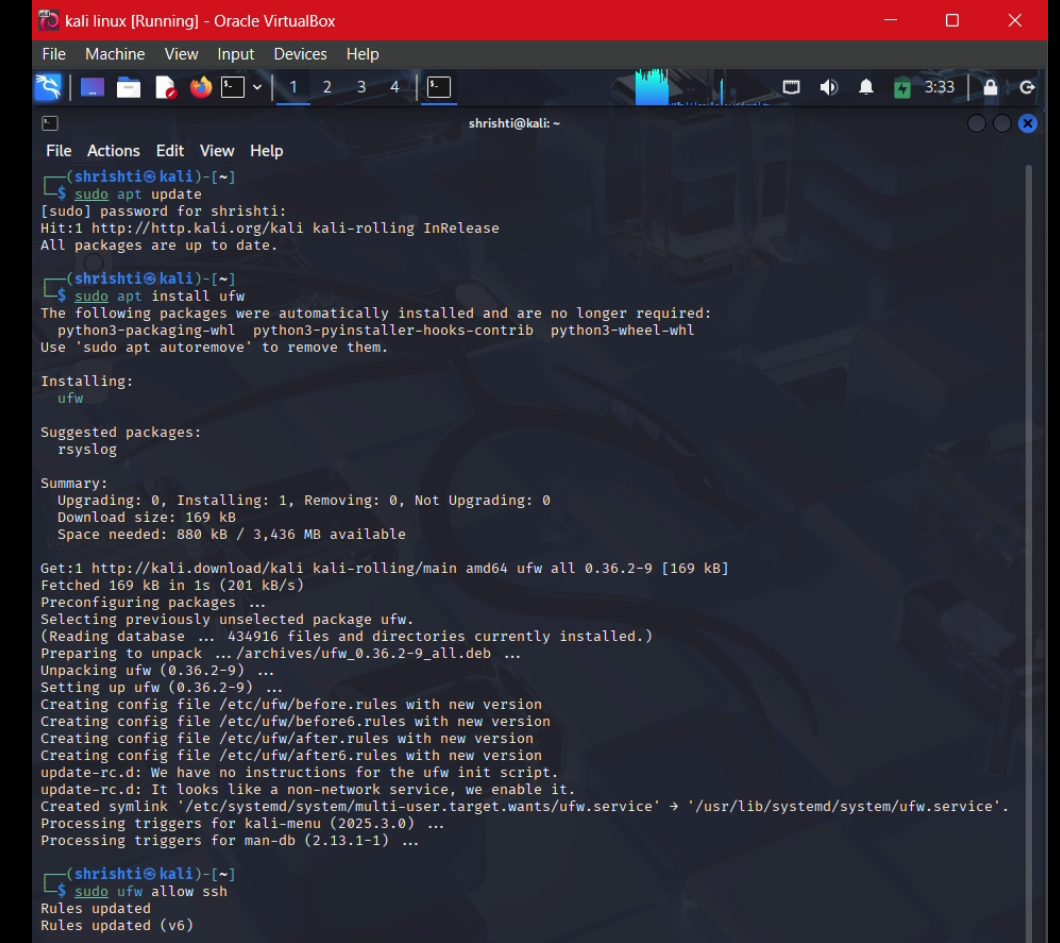 kali linux [Running] - Oracle VirtualBox
File Machine View Input Devices Help
1 2 3 4 3:33
shrishti@kali: ~
File Actions Edit View Help
┌──(shrishti㉿kali)-[~]
└─$ sudo apt update
[sudo] password for shrishti:
Hit:1 http://http.kali.org/kali kali-rolling InRelease
All packages are up to date.
┌──(shrishti㉿kali)-[~]
└─$ sudo apt install ufw
The following packages were automatically installed and are no longer required:
python3-packaging-whl python3-pyinstaller-hooks-contrib python3-wheel-whl
Use 'sudo apt autoremove' to remove them.
Installing:
ufw
Suggested packages:
rsyslog
Summary:
Upgrading: 0, Installing: 1, Removing: 0, Not Upgrading: 0
Download size: 169 kB
Space needed: 880 kB / 3,436 MB available
Get:1 http://kali.download/kali kali-rolling/main amd64 ufw all 0.36.2-9 [169 kB]
Fetched 169 kB in 1s (201 kB/s)
Preconfiguring packages ...
Selecting previously unselected package ufw.
(Reading database ... 434916 files and directories currently installed.)
Preparing to unpack .../archives/ufw_0.36.2-9_all.deb ...
Unpacking ufw (0.36.2-9) ...
Setting up ufw (0.36.2-9) ...
Creating config file /etc/ufw/before.rules with new version
Creating config file /etc/ufw/before6.rules with new version
Creating config file /etc/ufw/after.rules with new version
Creating config file /etc/ufw/after6.rules with new version
update-rc.d: We have no instructions for the ufw init script.
update-rc.d: It looks like a non-network service, we enable it.
Created symlink '/etc/systemd/system/multi-user.target.wants/ufw.service' → '/usr/lib/systemd/system/ufw.service'.
Processing triggers for kali-menu (2025.3.0) ...
Processing triggers for man-db (2.13.1-1) ...
┌──(shrishti㉿kali)-[~]
└─$ sudo ufw allow ssh
Rules updated
Rules updated (v6)